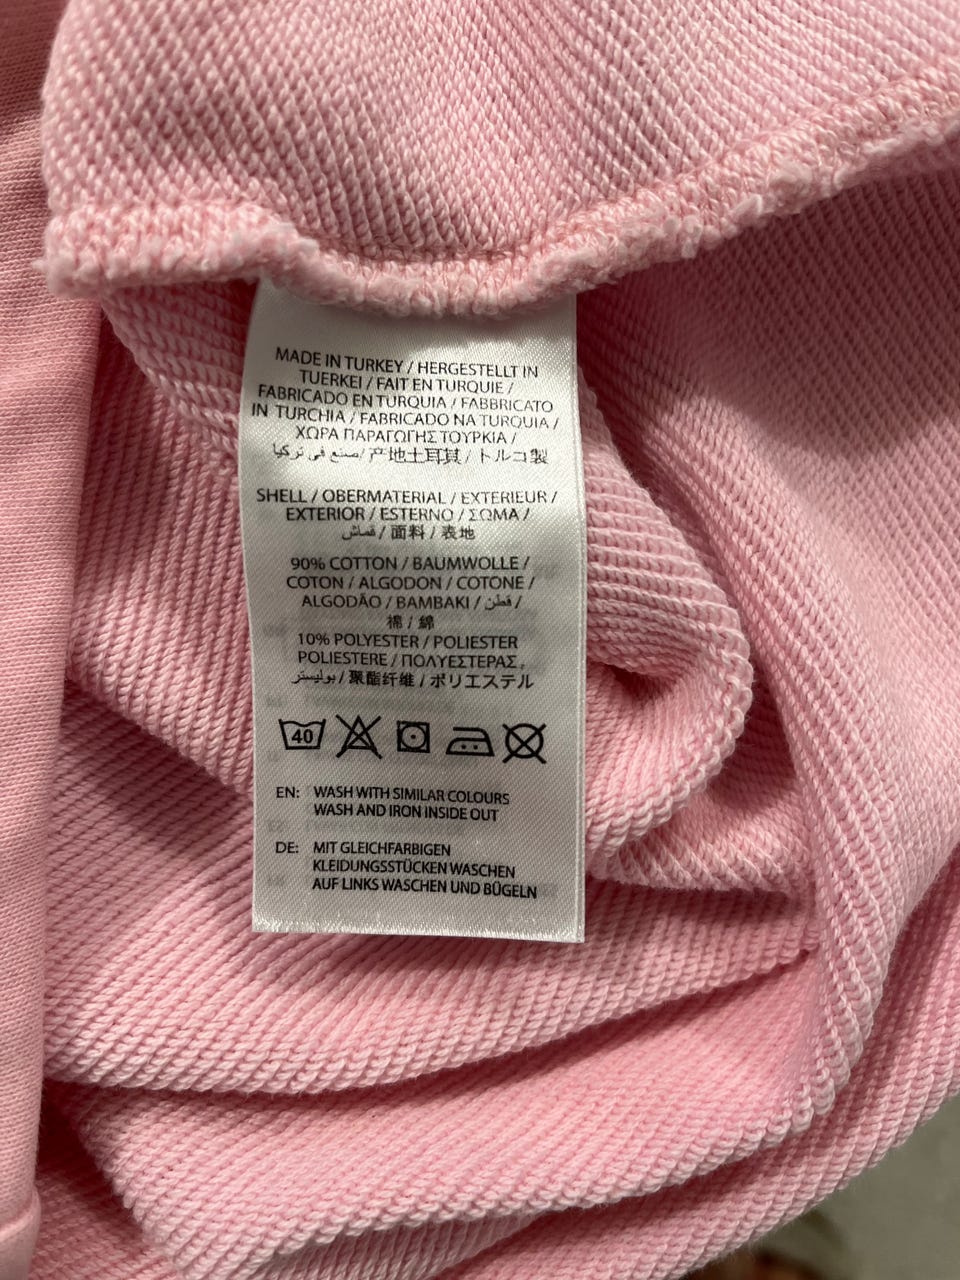 MADE IN TURKEY / HERGESTELLT IN
TUERKEI / FAIT EN TURQUIE /
FABRICADO EN TURQUIA / FABBRICATO
IN TURCHIA / FABRICADO NA TURQUIA /
ΧΩΡΑ ΠΑΡΑΓΩΓΗΣ ΤΟΥΡΚΙΑ /
صنع في تركيا / 产地土耳其 / トルコ製
SHELL / OBERMATERIAL / EXTERIEUR /
EXTERIOR / ESTERNO / ΣΩΜΑ /
قماش / 面料 / 表地
90% COTTON / BAUMWOLLE /
COTON / ALGODON / COTONE /
ALGODÃO / BAMBAKI / قطن /
棉 / 綿
10% POLYESTER / POLIESTER
POLIESTERE / ΠΟΛΥΕΣΤΕΡΑΣ,
بوليستر / 聚酯纤维 / ポリエステル
40
EN: WASH WITH SIMILAR COLOURS
WASH AND IRON INSIDE OUT
DE: MIT GLEICHFARBIGEN
KLEIDUNGSSTÜCKEN WASCHEN
AUF LINKS WASCHEN UND BÜGELN